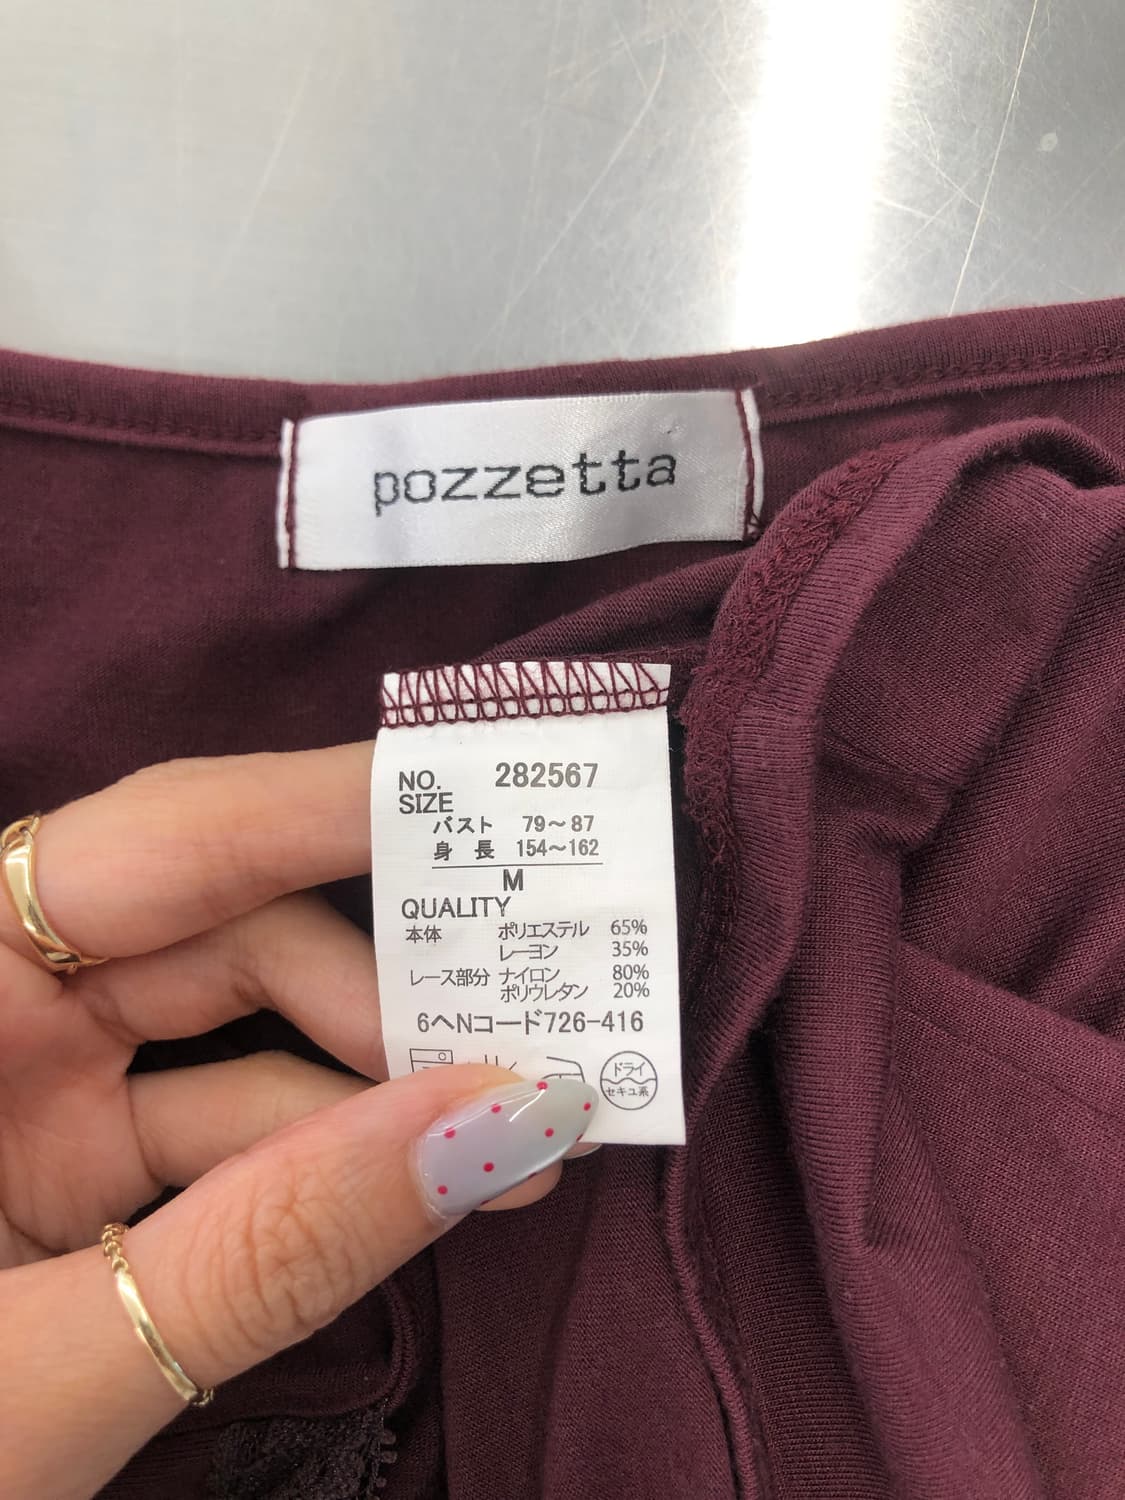 pozzetta
NO. 282567
SIZE
バスト 79～87
身長 154～162
M
QUALITY
本体 ポリエステル 65%
レーヨン 35%
レース部分 ナイロン 80%
ポリウレタン 20%
6ヘNコード726-416
ドライ
セキユ系